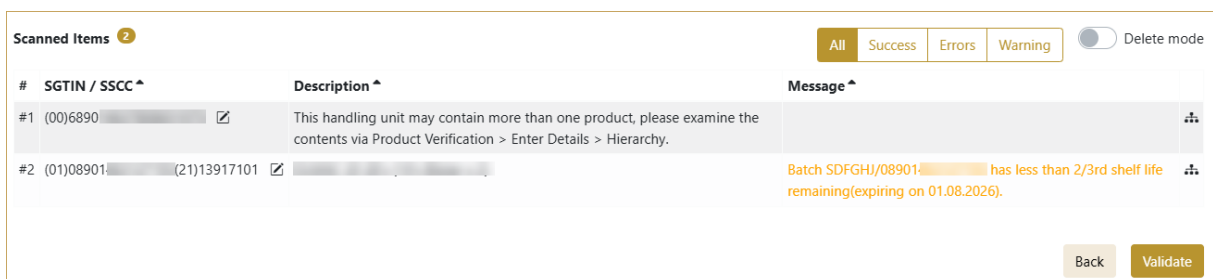 Scanned Items 2
All Success Errors Warning Delete mode
# SGTIN / SSCC Description Message
#1 (00)6890 This handling unit may contain more than one product, please examine the
contents via Product Verification > Enter Details > Hierarchy.
#2 (01)08901 (21)13917101 Batch SDFGHJ/08901 has less than 2/3rd shelf life
remaining(expiring on 01.08.2026).
Back Validate